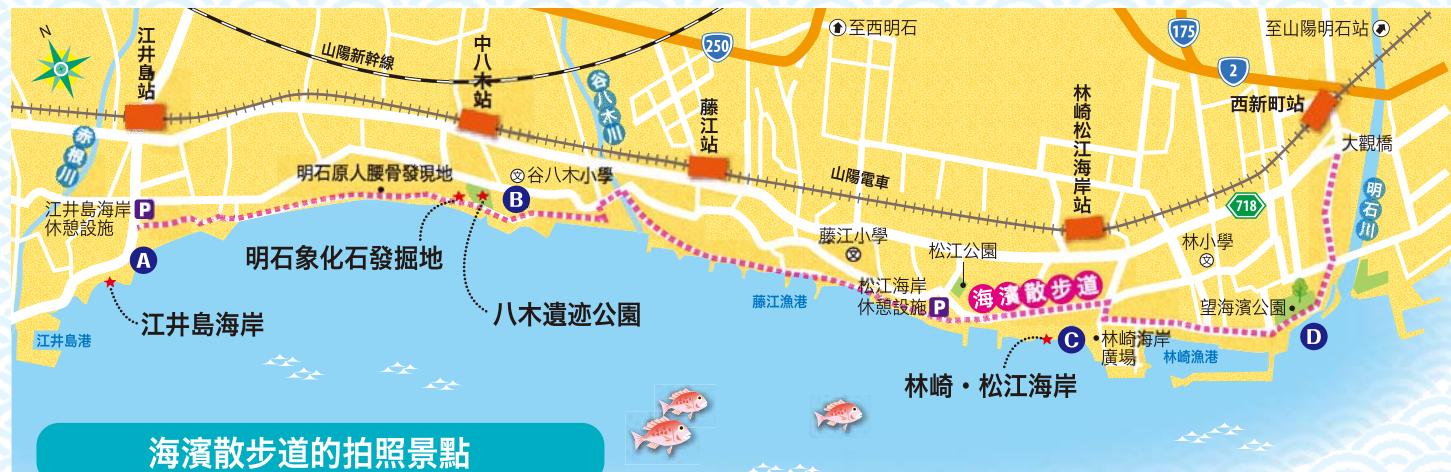 N
江井島站
山陽新幹線
中八木站
250
至西明石
175
2
至山陽明石站
西新町站
大觀橋
赤根川
谷八木川
藤江站
林崎松江海岸站
山陽電車
明石原人腰骨發現地
谷八木小學
文
B
江井島海岸
休憩設施
P
A
明石象化石發掘地
八木遺迹公園
江井島海岸
江井島港
藤江小學
文
松江公園
松江海岸
休憩設施
P
海濱散步道
藤江漁港
718
林小學
文
明石川
望海濱公園
D
C
林崎海岸
廣場
林崎漁港
林崎・松江海岸
海濱散步道的拍照景點